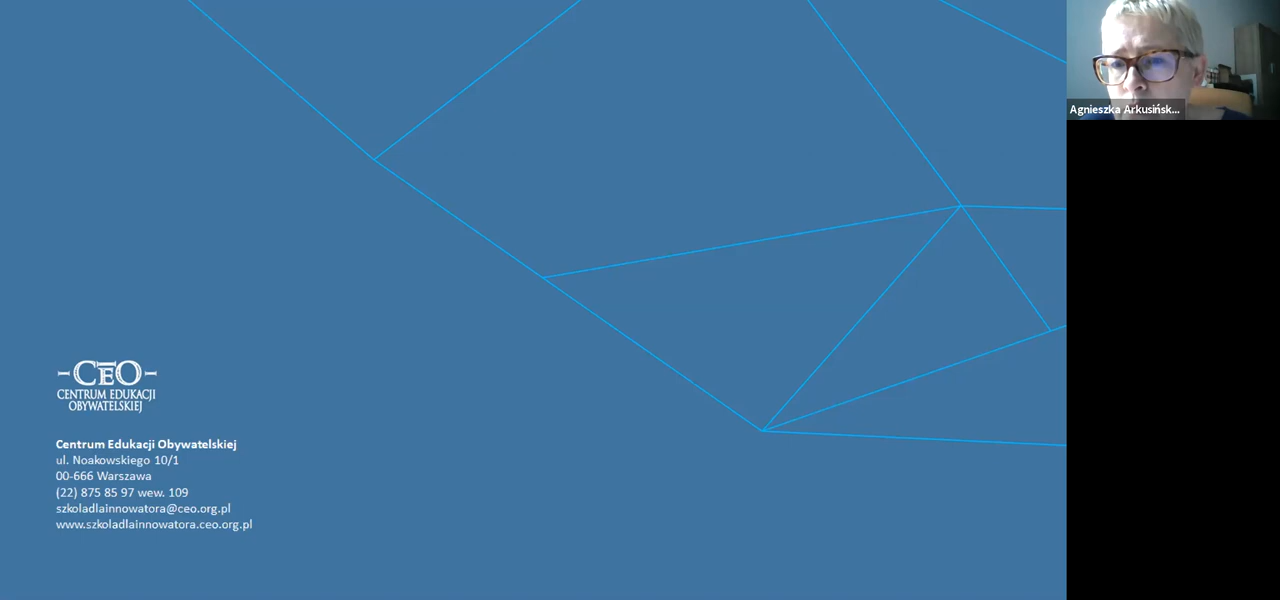 Agnieszka Arkusińsk...
CEO
CENTRUM EDUKACJI
OBYWATELSKIEJ
Centrum Edukacji Obywatelskiej
ul. Noakowskiego 10/1
00-666 Warszawa
(22) 875 85 97 wew. 109
szkoladlainnowatora@ceo.org.pl
www.szkoladlainnowatora.ceo.org.pl